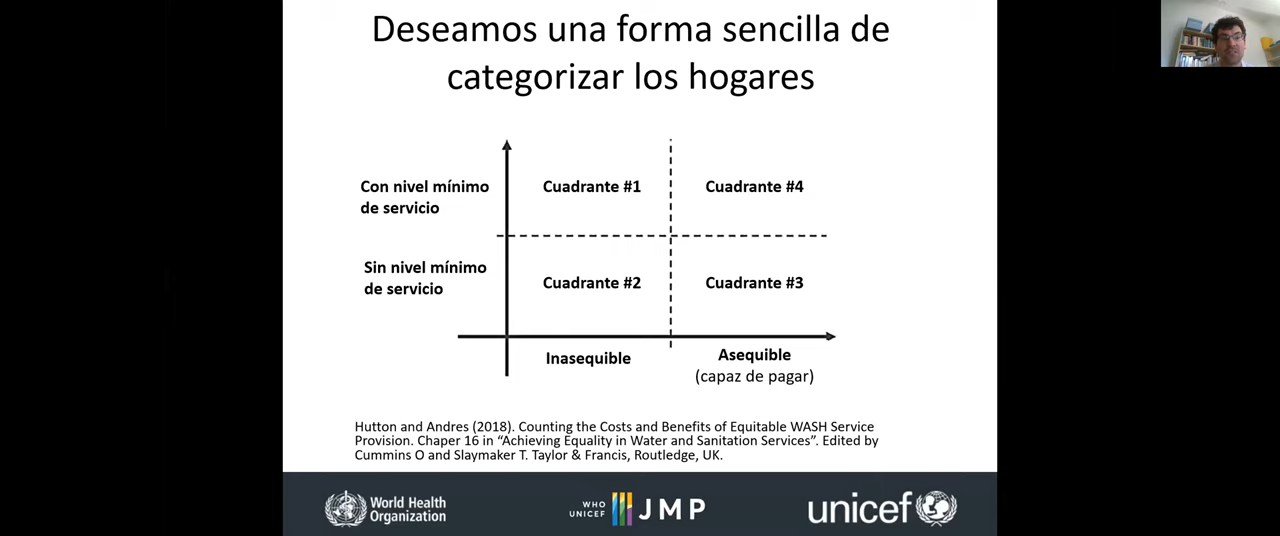 Deseamos una forma sencilla de
categorizar los hogares
Con nivel mínimo
de servicio
Cuadrante #1
Cuadrante #4
Sin nivel mínimo
de servicio
Cuadrante #2
Cuadrante #3
Inasequible
Asequible
(capaz de pagar)
Hutton and Andres (2018). Counting the Costs and Benefits of Equitable WASH Service
Provision. Chaper 16 in “Achieving Equality in Water and Sanitation Services”. Edited by
Cummins O and Slaymaker T. Taylor & Francis, Routledge, UK.
World Health
Organization
WHO
UNICEF
JMP
unicef